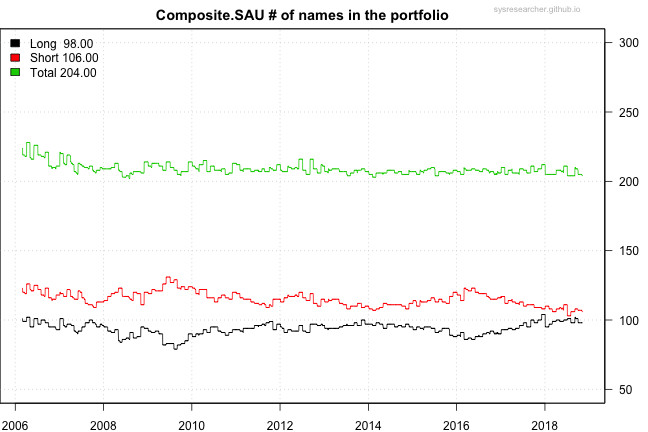 Composite.SAU # of names in the portfolio
sysresearcher.github.io
Long 98.00
Short 106.00
Total 204.00
300
250
200
150
100
50
2006 2008 2010 2012 2014 2016 2018